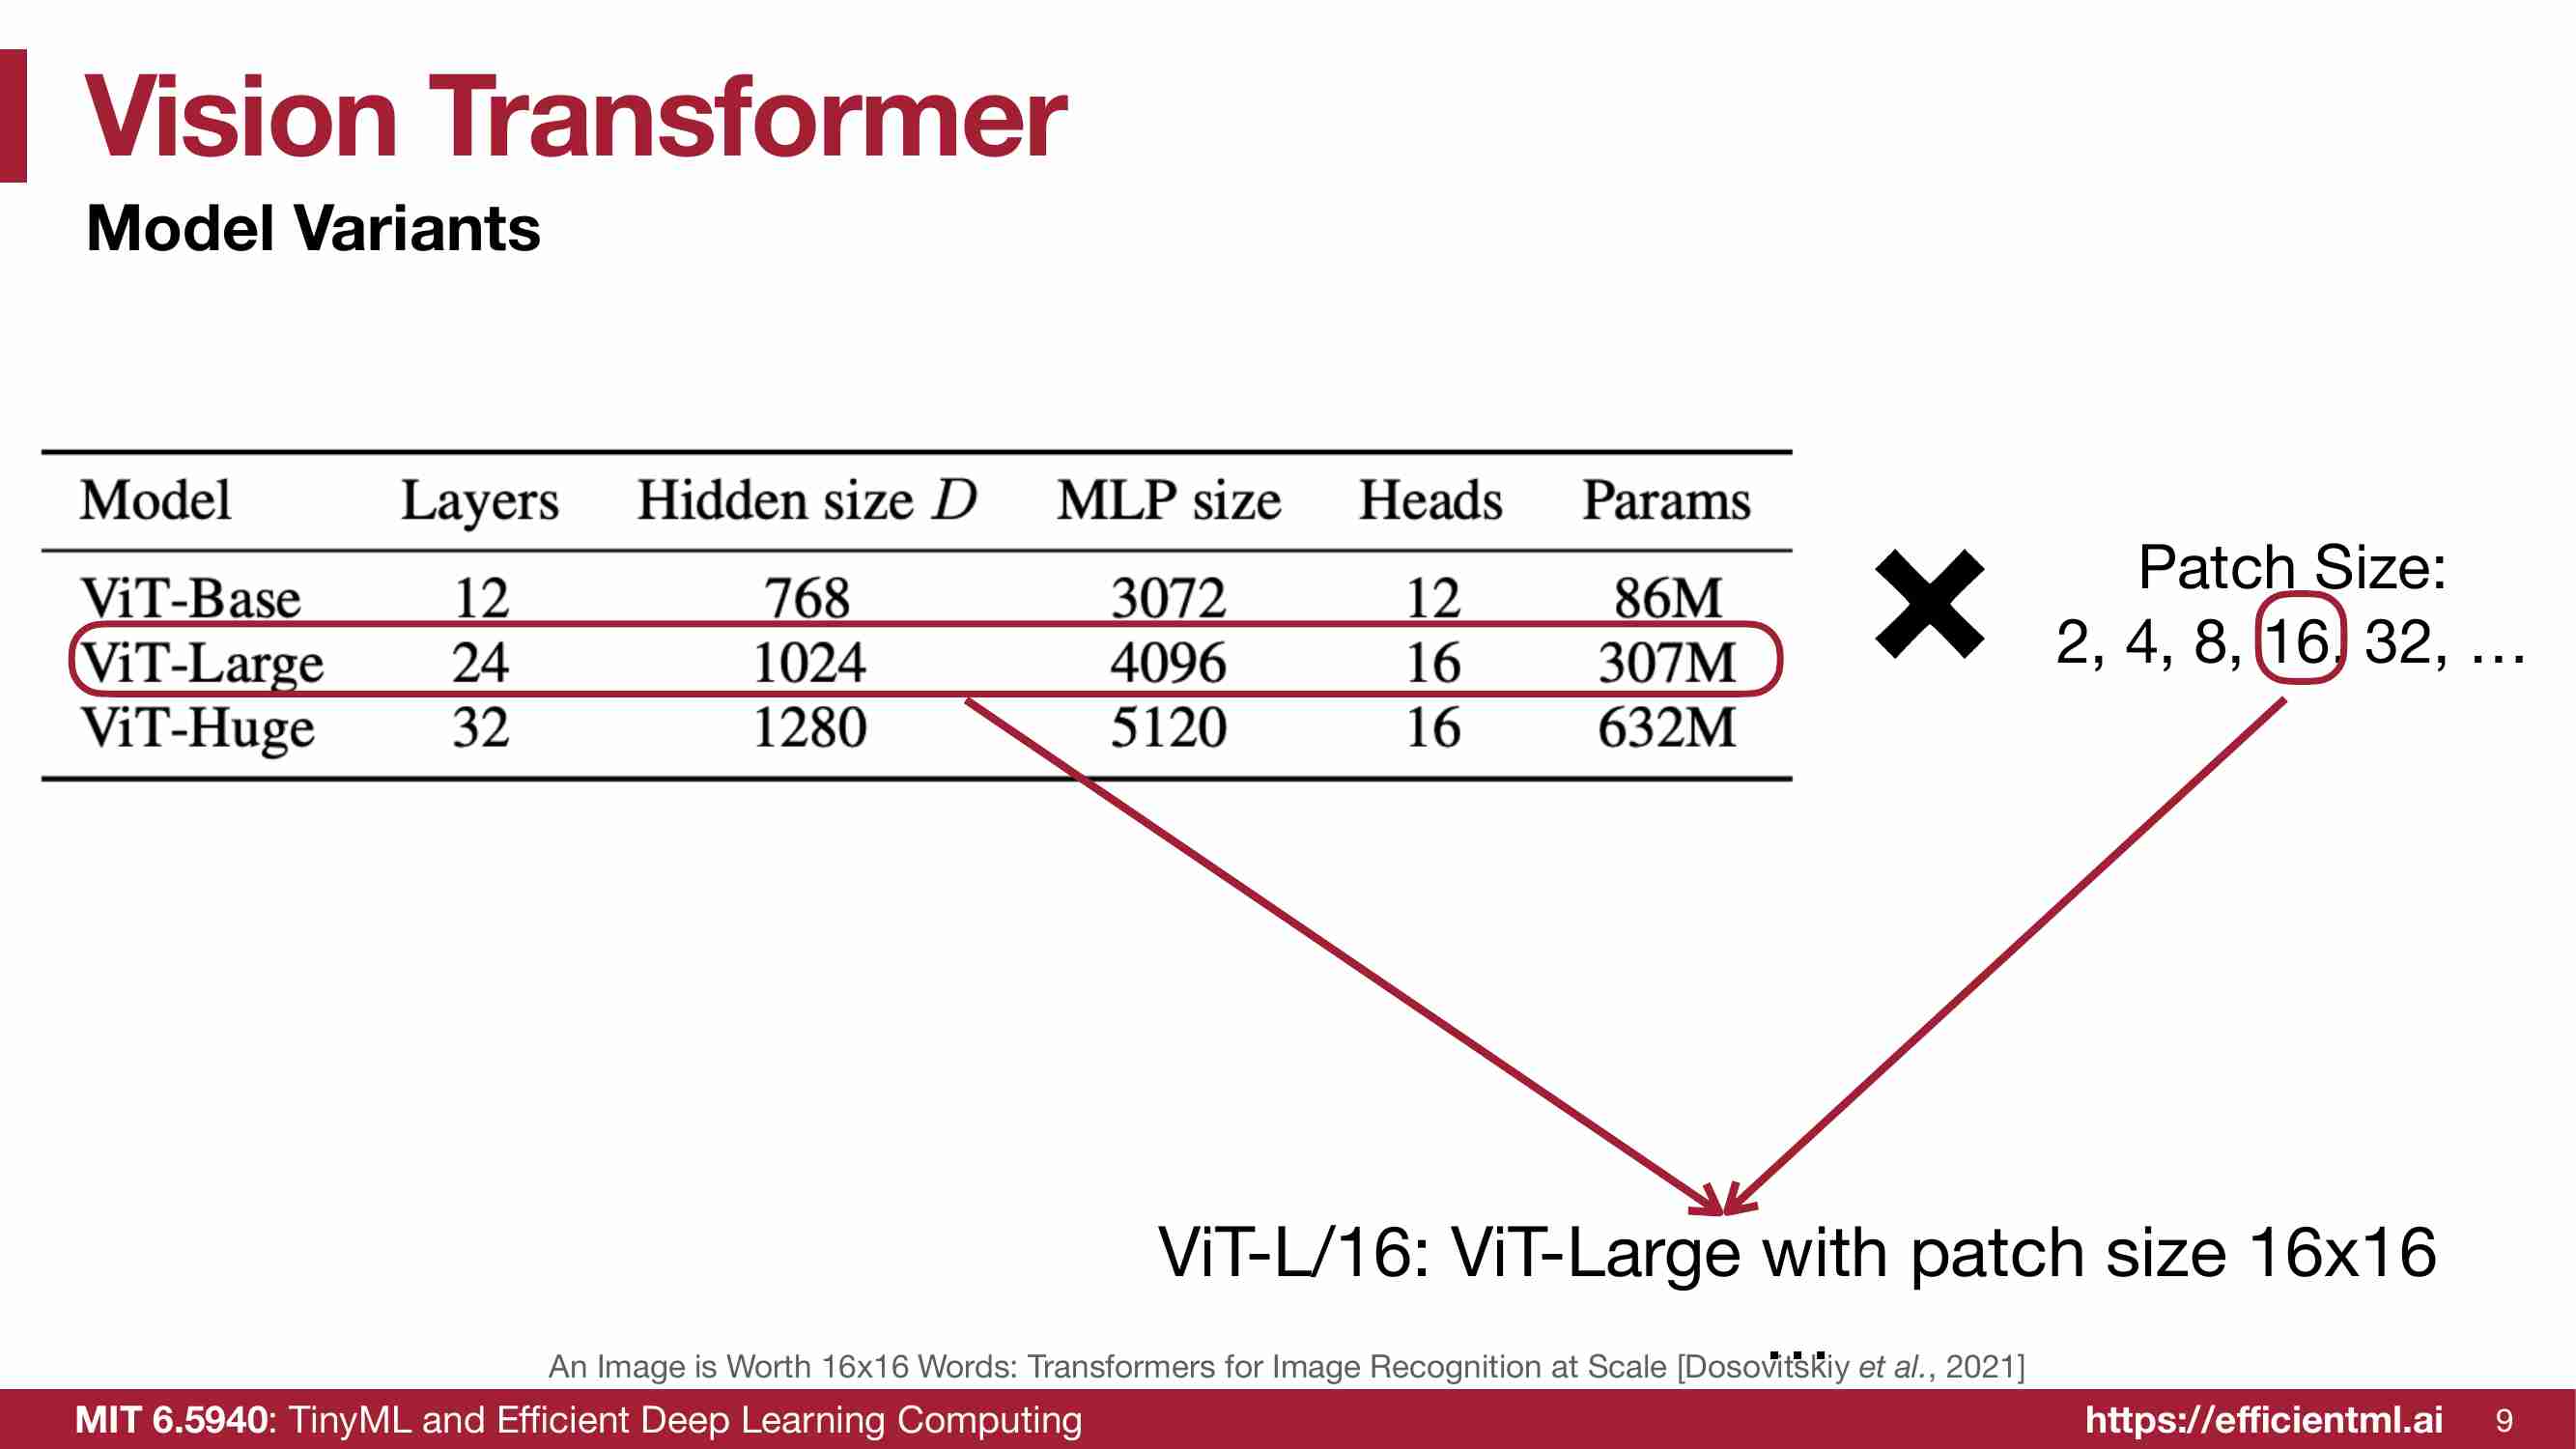 Vision Transformer
Model Variants
Model Layers Hidden size D MLP size Heads Params
ViT-Base 12 768 3072 12 86M
ViT-Large 24 1024 4096 16 307M
ViT-Huge 32 1280 5120 16 632M
Patch Size:
2, 4, 8, 16, 32, …
ViT-L/16: ViT-Large with patch size 16x16
…
An Image is Worth 16x16 Words: Transformers for Image Recognition at Scale [Dosovitskiy et al., 2021]
MIT 6.5940: TinyML and Efficient Deep Learning Computing https://efficientml.ai 9